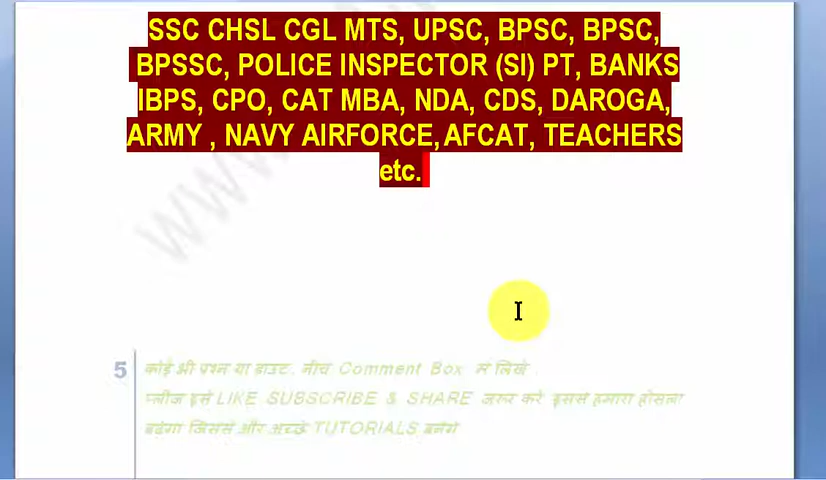 SSC CHSL CGL MTS, UPSC, BPSC, BPSC,
BPSSC, POLICE INSPECTOR (SI) PT, BANKS
IBPS, CPO, CAT MBA, NDA, CDS, DAROGA,
ARMY , NAVY AIRFORCE, AFCAT, TEACHERS
etc.
www.
5
कोई भी प्रश्न या डाउट, नीच Comment Box म लिखे .
प्लीज इसे LIKE SUBSCRIBE & SHARE जरुर करे इससे हमारा होसला
बढेगा जिससे और अच्छे TUTORIALS बनेगे